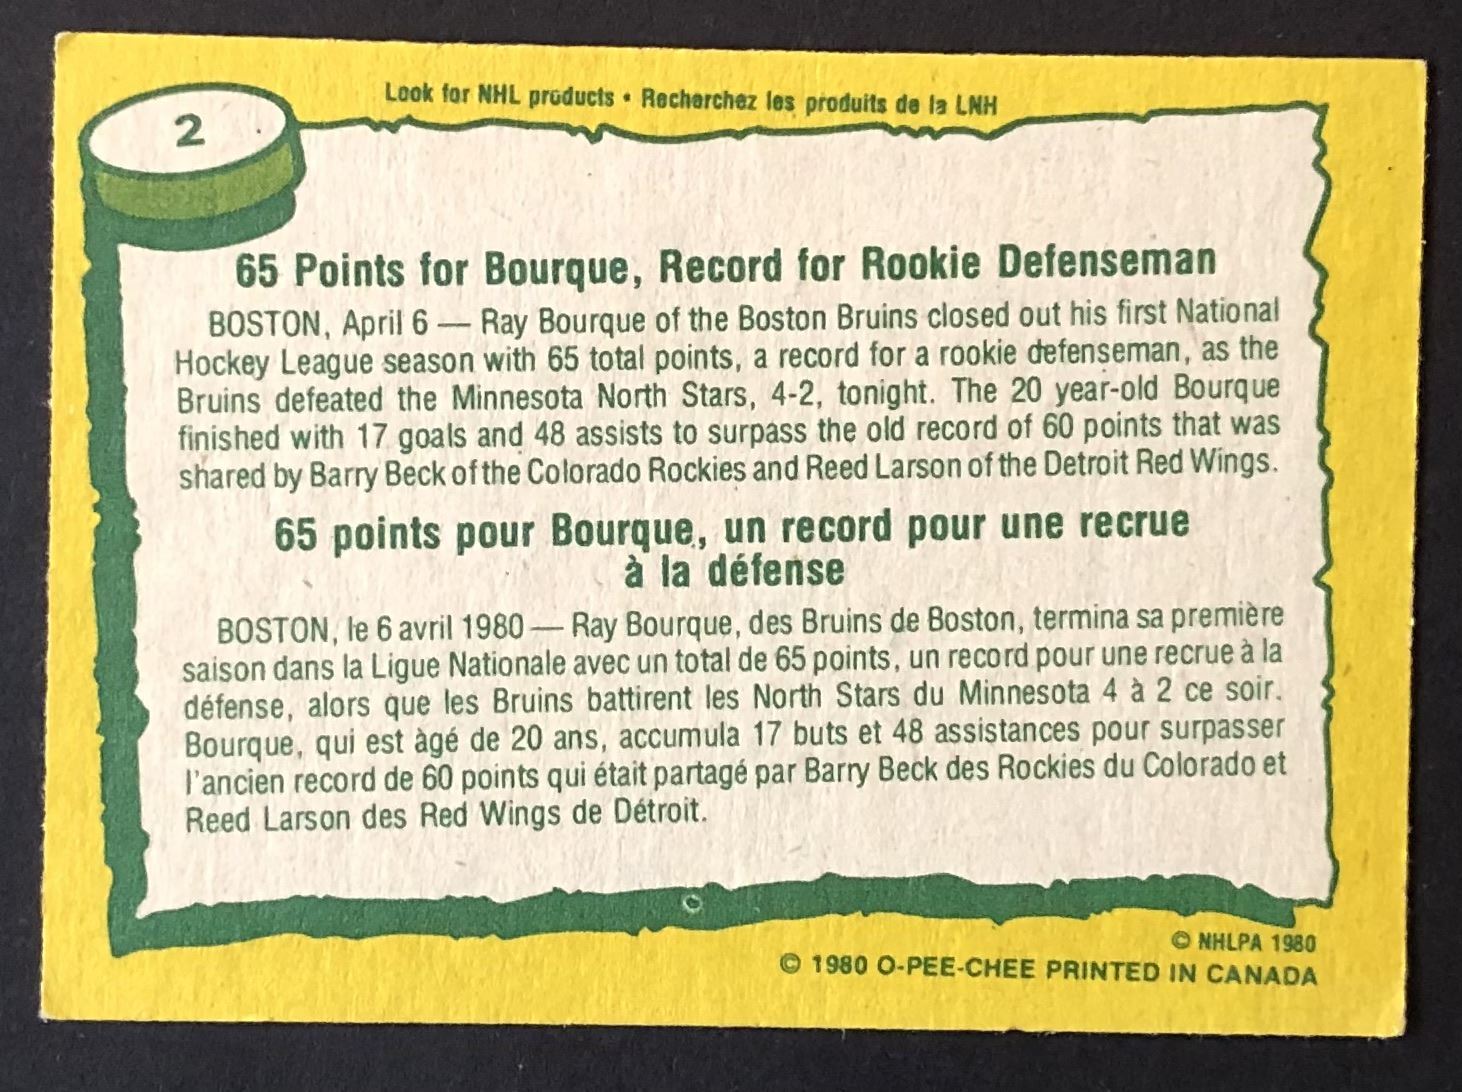 Look for NHL products • Recherchez les produits de la LNH
2
65 Points for Bourque, Record for Rookie Defenseman
BOSTON, April 6 — Ray Bourque of the Boston Bruins closed out his first National
Hockey League season with 65 total points, a record for a rookie defenseman, as the
Bruins defeated the Minnesota North Stars, 4-2, tonight. The 20 year-old Bourque
finished with 17 goals and 48 assists to surpass the old record of 60 points that was
shared by Barry Beck of the Colorado Rockies and Reed Larson of the Detroit Red Wings.
65 points pour Bourque, un record pour une recrue
à la défense
BOSTON, le 6 avril 1980 — Ray Bourque, des Bruins de Boston, termina sa première
saison dans la Ligue Nationale avec un total de 65 points, un record pour une recrue à la
défense, alors que les Bruins battirent les North Stars du Minnesota 4 à 2 ce soir.
Bourque, qui est àgé de 20 ans, accumula 17 buts et 48 assistances pour surpasser
l'ancien record de 60 points qui était partagé par Barry Beck des Rockies du Colorado et
Reed Larson des Red Wings de Détroit.
© NHLPA 1980
© 1980 O-PEE-CHEE PRINTED IN CANADA